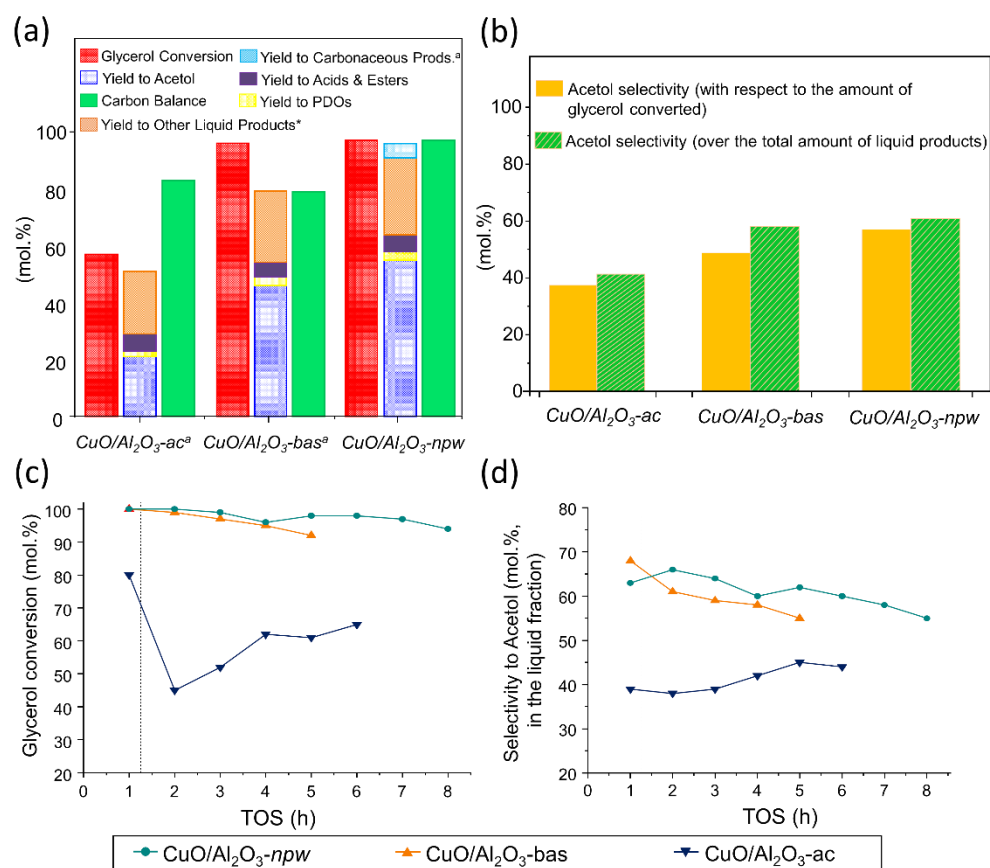 (a)
Glycerol Conversion
Yield to Acetol
Carbon Balance
Yield to Other Liquid Products*
Yield to Carbonaceous Prods.ᵃ
Yield to Acids & Esters
Yield to PDOs
100
80
60
40
20
0
(mol.%)
CuO/Al₂O₃-acᵃ
CuO/Al₂O₃-basᵃ
CuO/Al₂O₃-npw
(b)
Acetol selectivity (with respect to the amount of
glycerol converted)
Acetol selectivity (over the total amount of liquid products)
100
80
60
40
20
0
(mol.%)
CuO/Al₂O₃-ac
CuO/Al₂O₃-bas
CuO/Al₂O₃-npw
(c)
100
90
80
70
60
50
40
30
20
Glycerol conversion (mol.%)
0 1 2 3 4 5 6 7 8
TOS (h)
(d)
80
70
60
50
40
30
20
Selectivity to Acetol (mol.%,
in the liquid fraction)
0 1 2 3 4 5 6 7 8
TOS (h)
CuO/Al₂O₃-npw
CuO/Al₂O₃-bas
CuO/Al₂O₃-ac